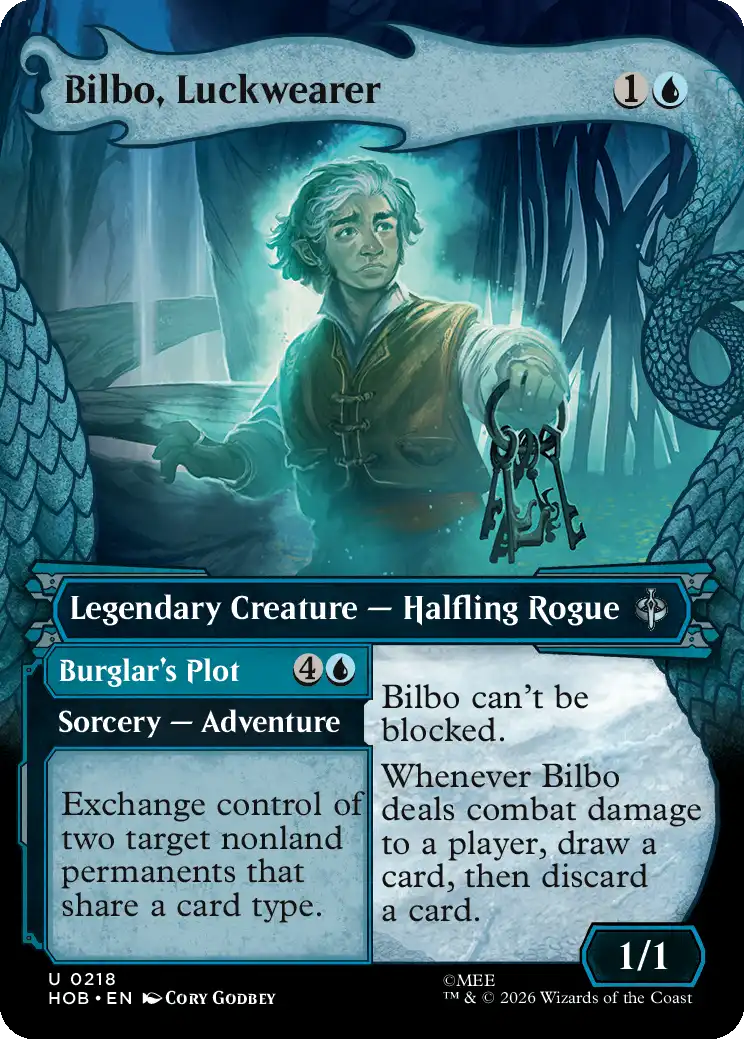 Bilbo, Luckwearer 1
Legendary Creature — Halfling Rogue
Burglar's Plot 4
Sorcery — Adventure
Exchange control of
two target nonland
permanents that
share a card type.
Bilbo can't be
blocked.
Whenever Bilbo
deals combat damage
to a player, draw a
card, then discard
a card.
1/1
U 0218
HOB • EN Cory Godbey
©MEE
™ & © 2026 Wizards of the Coast